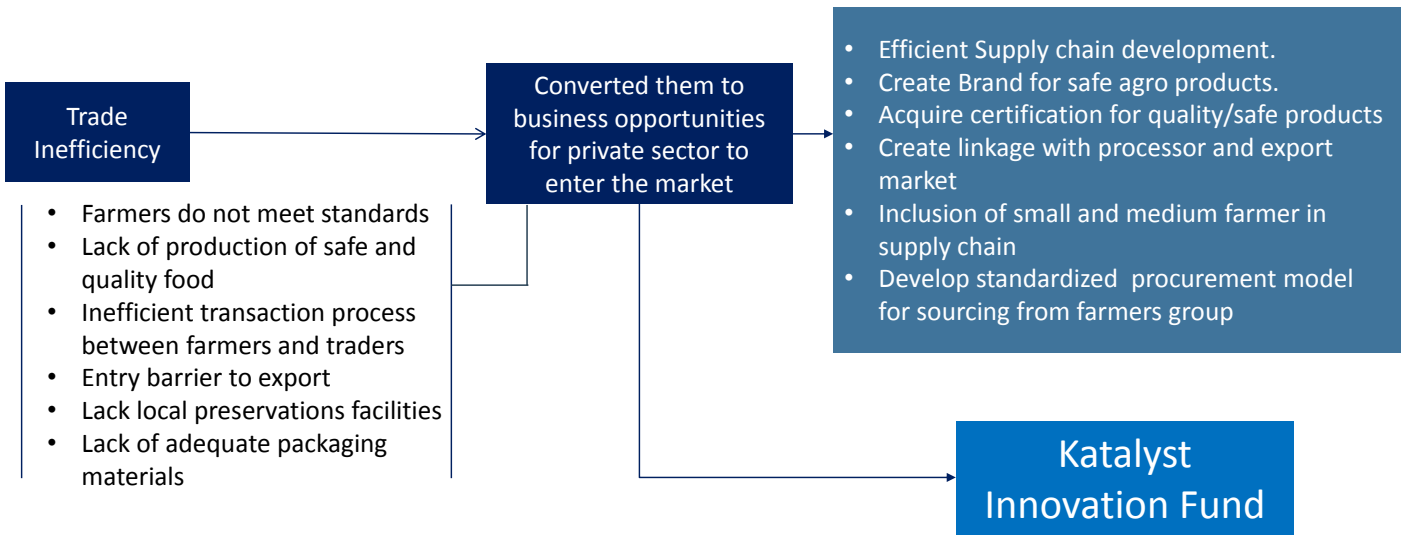 Trade
Inefficiency
• Farmers do not meet standards
• Lack of production of safe and
quality food
• Inefficient transaction process
between farmers and traders
• Entry barrier to export
• Lack local preservations facilities
• Lack of adequate packaging
materials
Converted them to
business opportunities
for private sector to
enter the market
• Efficient Supply chain development.
• Create Brand for safe agro products.
• Acquire certification for quality/safe products
• Create linkage with processor and export
market
• Inclusion of small and medium farmer in
supply chain
• Develop standardized  procurement model
for sourcing from farmers group
Katalyst
Innovation Fund